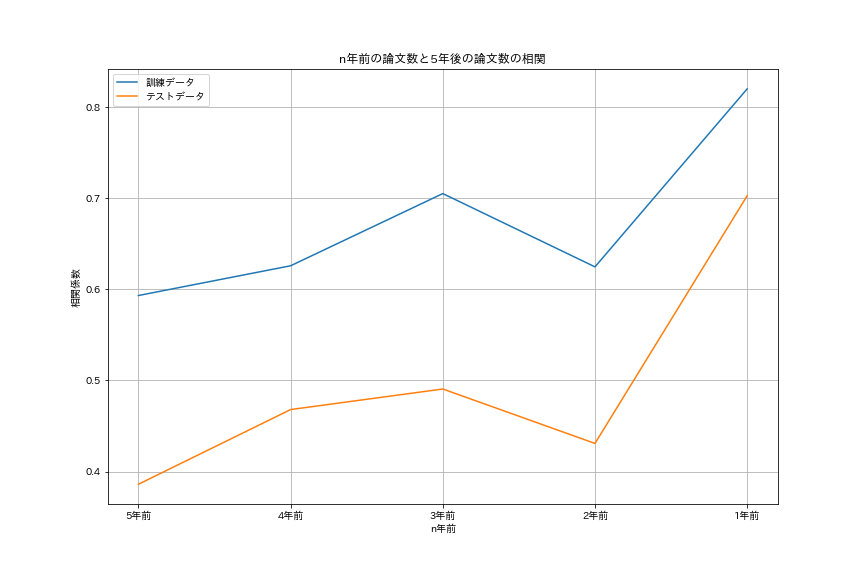 n年前の論文数と5年後の論文数の相関
訓練データ
テストデータ
0.8
0.7
0.6
0.5
0.4
相関係数
5年前
4年前
3年前
2年前
1年前
n年前